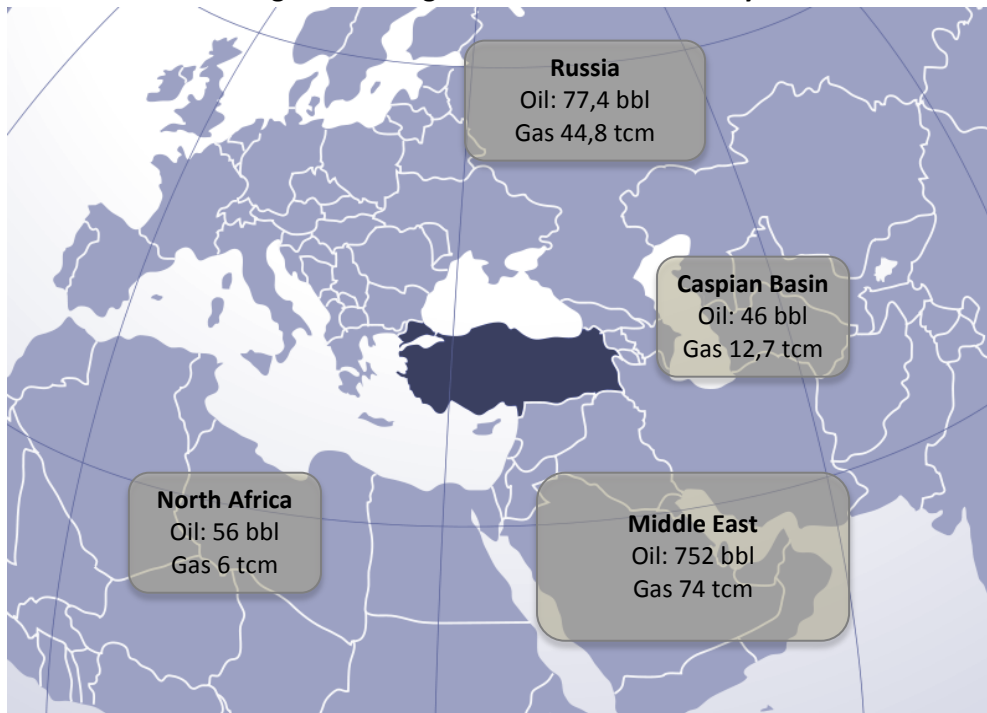 Russia
Oil: 77,4 bbl
Gas 44,8 tcm
Caspian Basin
Oil: 46 bbl
Gas 12,7 tcm
North Africa
Oil: 56 bbl
Gas 6 tcm
Middle East
Oil: 752 bbl
Gas 74 tcm